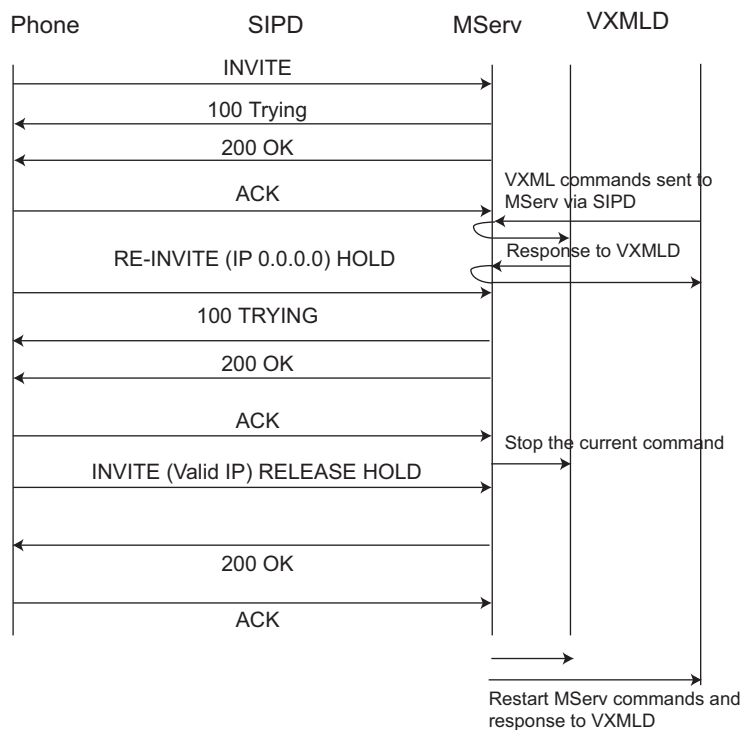 Phone SIPD MServ VXMLD
INVITE
100 Trying
200 OK
VXML commands sent to
MServ via SIPD
ACK
Response to VXMLD
RE-INVITE (IP 0.0.0.0) HOLD
100 TRYING
200 OK
ACK
Stop the current command
INVITE (Valid IP) RELEASE HOLD
200 OK
ACK
Restart MServ commands and
response to VXMLD